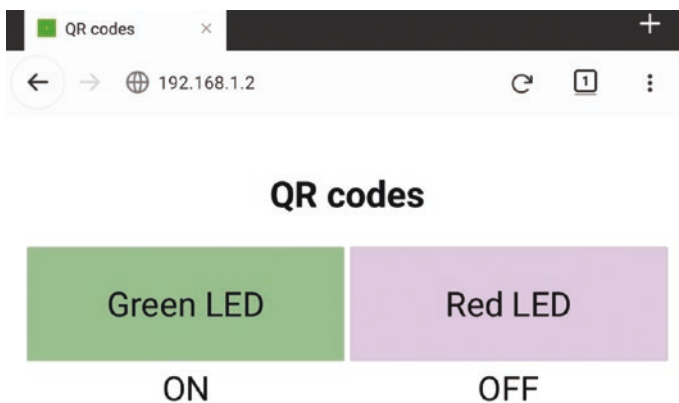 QR codes
192.168.1.2
1
QR codes
Green LED
Red LED
ON
OFF